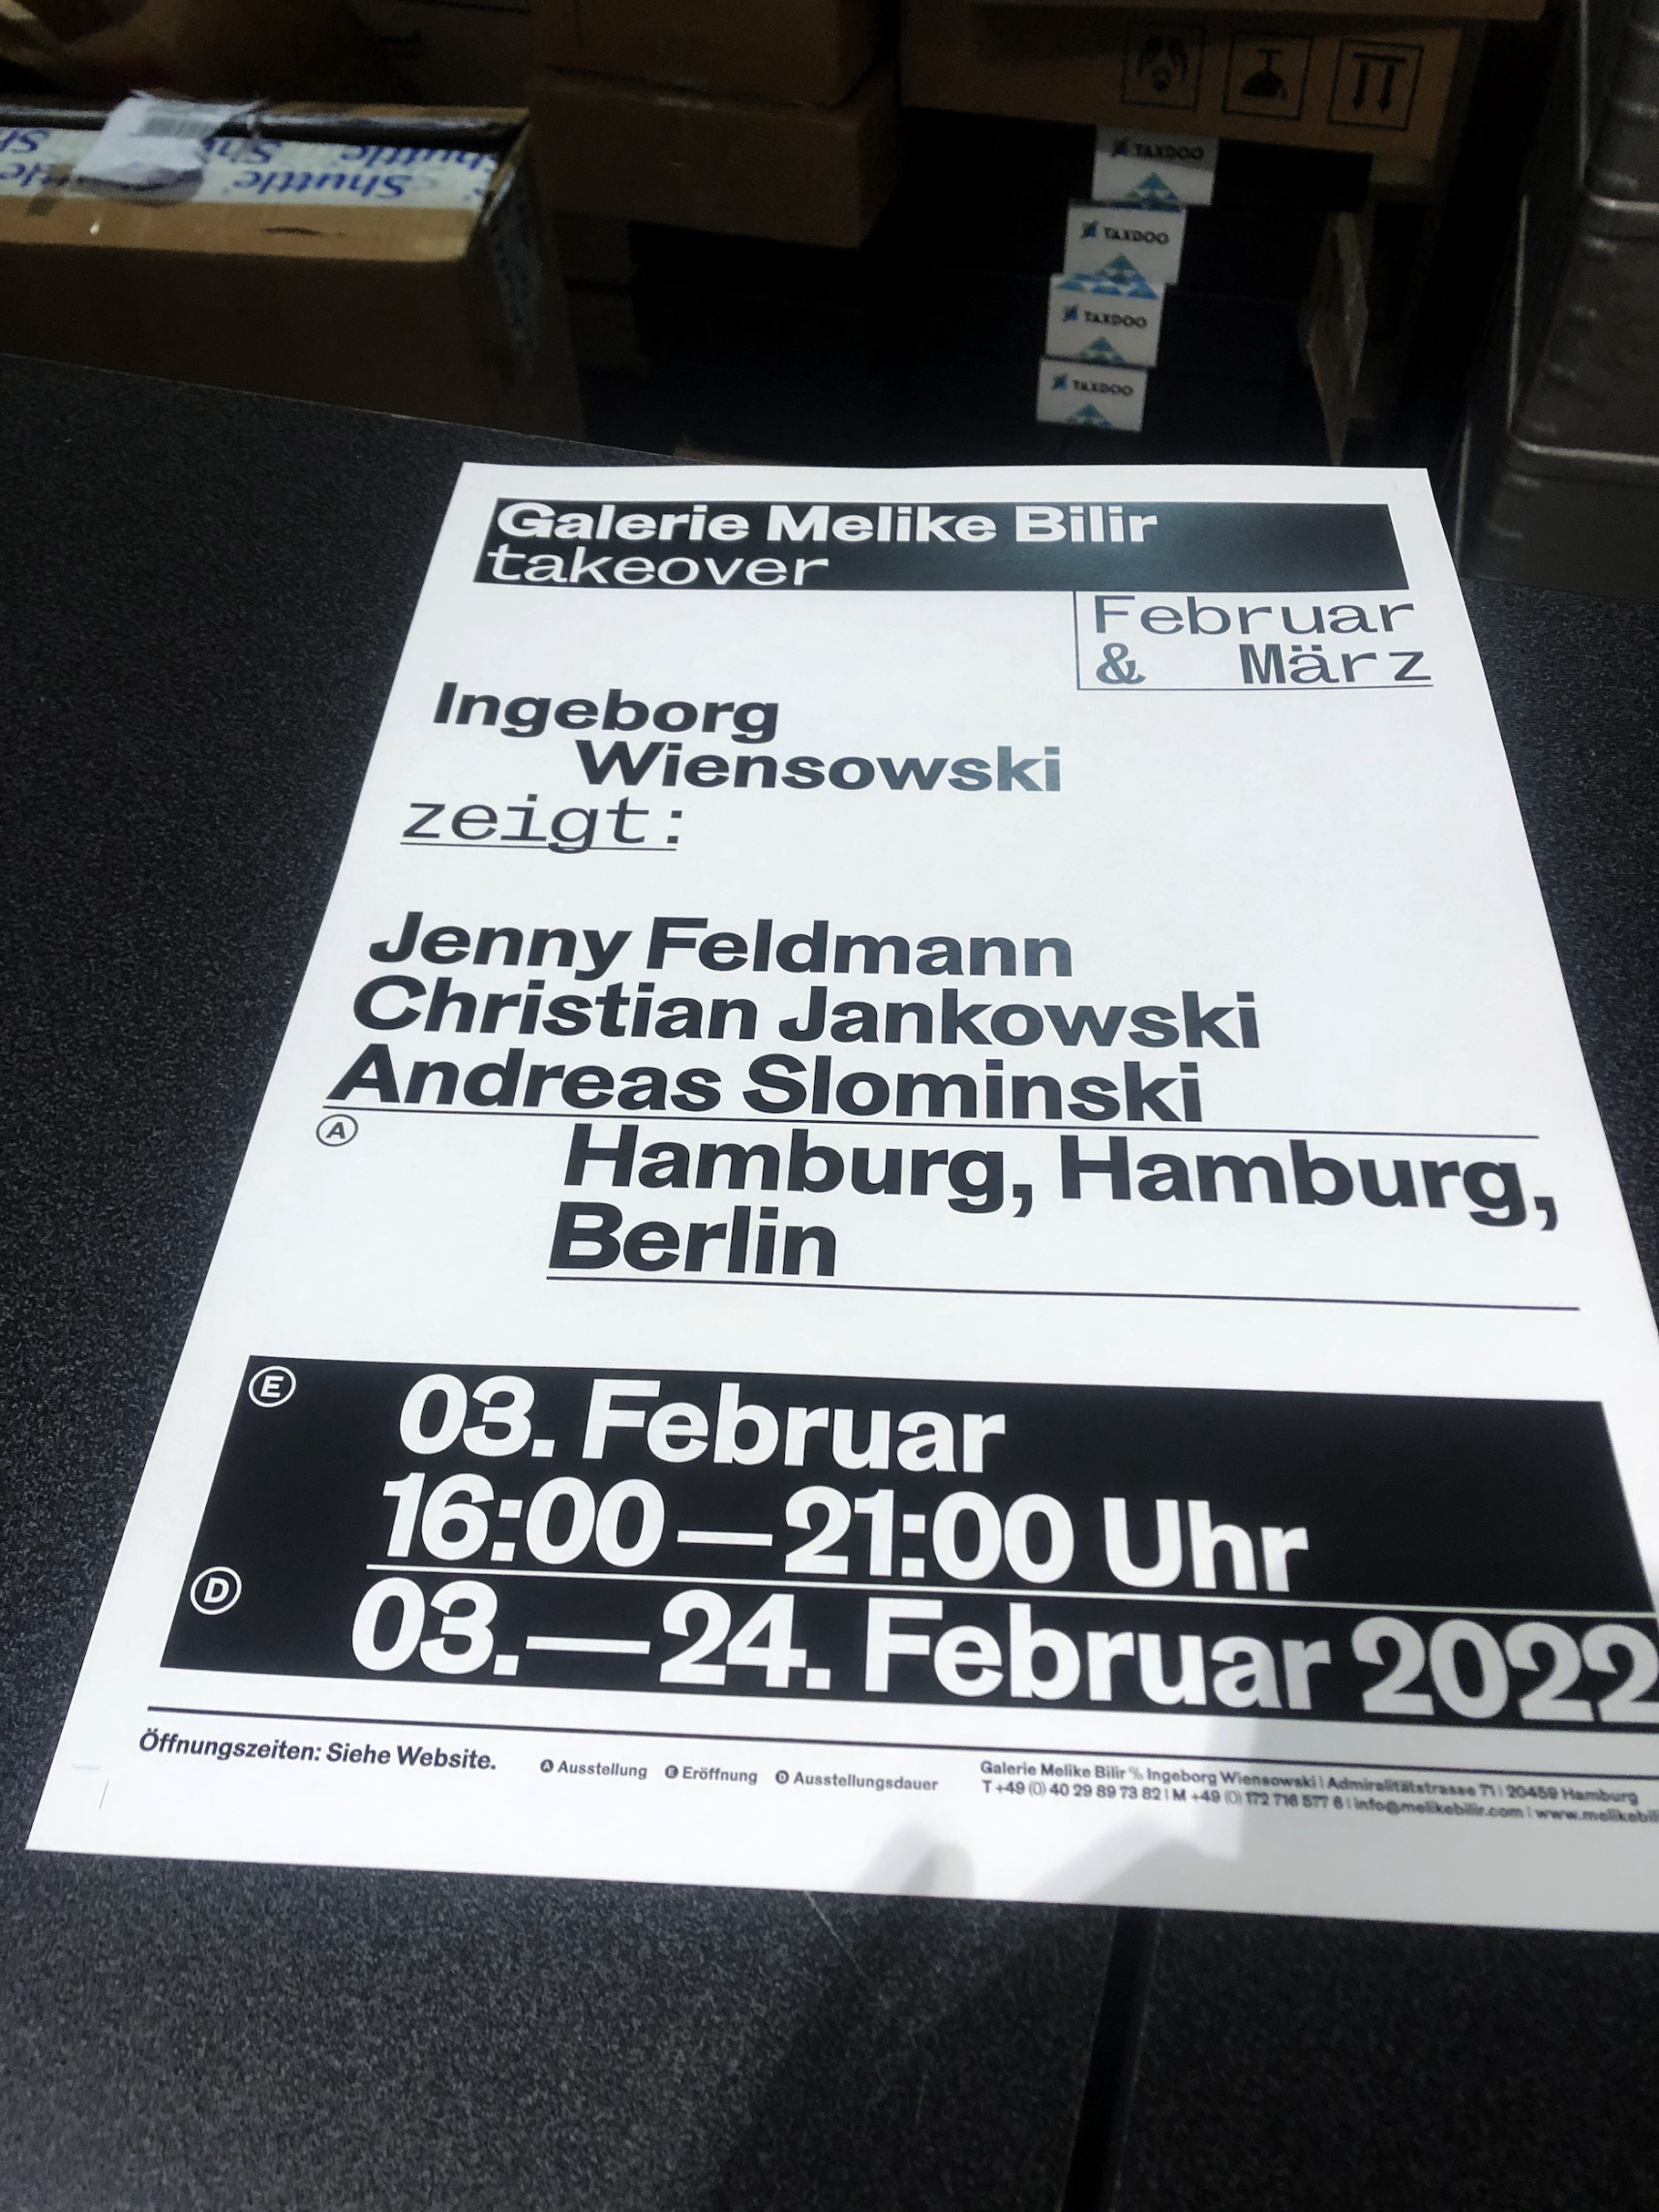 Shuttle
TAXDOO
TAXDOO
TAXDOO
TAXDOO
Galerie Melike Bilir
takeover
Februar
& März
Ingeborg
Wiensowski
zeigt:
Jenny Feldmann
Christian Jankowski
Andreas Slominski
A
Hamburg, Hamburg,
Berlin
E
03. Februar
16:00—21:00 Uhr
D
03.—24. Februar 2022
Öffnungszeiten: Siehe Website.
A Ausstellung E Eröffnung D Ausstellungsdauer
Galerie Melike Bilir % Ingeborg Wiensowski | Admiralitätstrasse 71 | 20459 Hamburg
T +49 (0) 40 29 89 73 82 | M +49 (0) 172 716 577 6 | info@melikebilir.com | www.melikebili